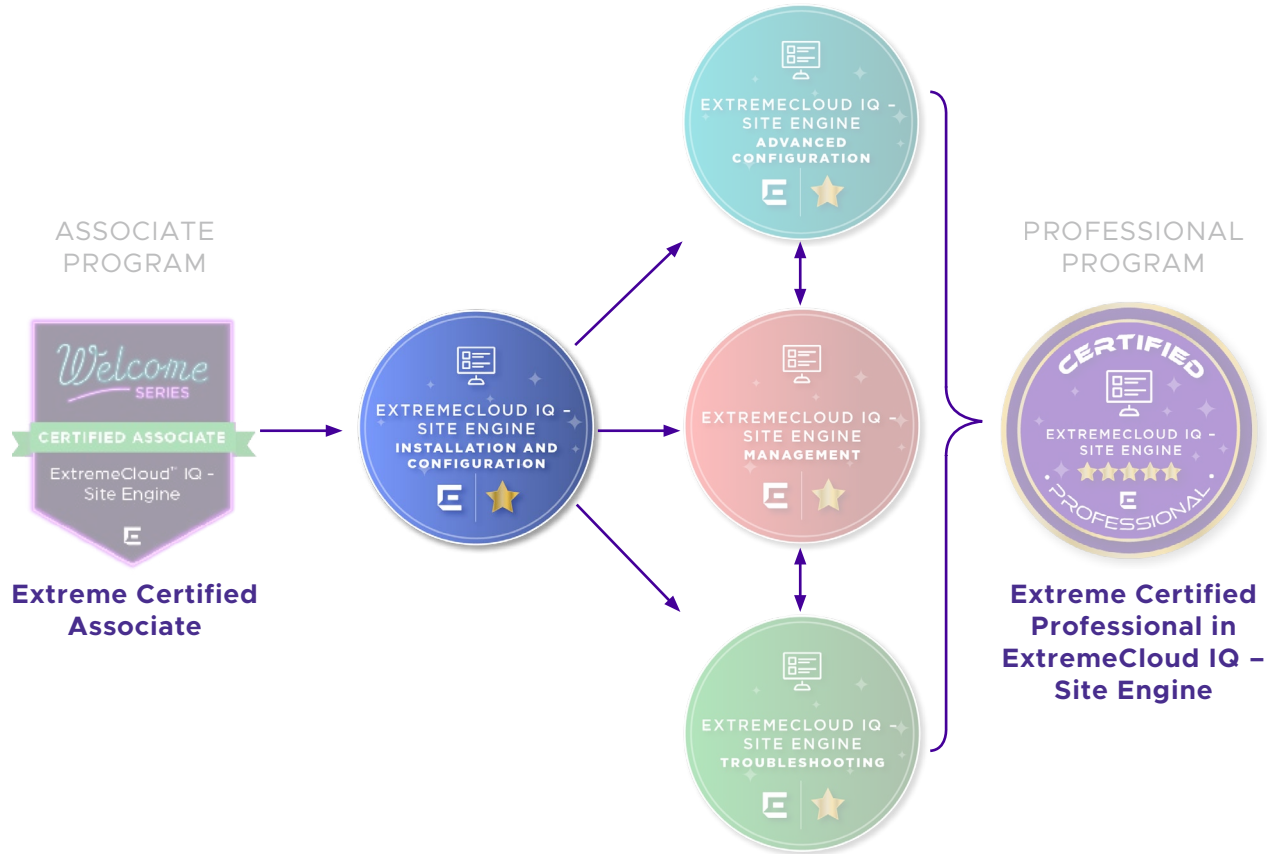 ASSOCIATE
PROGRAM
Welcome
SERIES
CERTIFIED ASSOCIATE
ExtremeCloud™ IQ –
Site Engine
Extreme Certified
Associate
EXTREMECLOUD IQ –
SITE ENGINE
INSTALLATION AND
CONFIGURATION
EXTREMECLOUD IQ –
SITE ENGINE
ADVANCED
CONFIGURATION
EXTREMECLOUD IQ –
SITE ENGINE
MANAGEMENT
EXTREMECLOUD IQ –
SITE ENGINE
TROUBLESHOOTING
PROFESSIONAL
PROGRAM
CERTIFIED
EXTREMECLOUD IQ –
SITE ENGINE
PROFESSIONAL
Extreme Certified
Professional in
ExtremeCloud IQ –
Site Engine